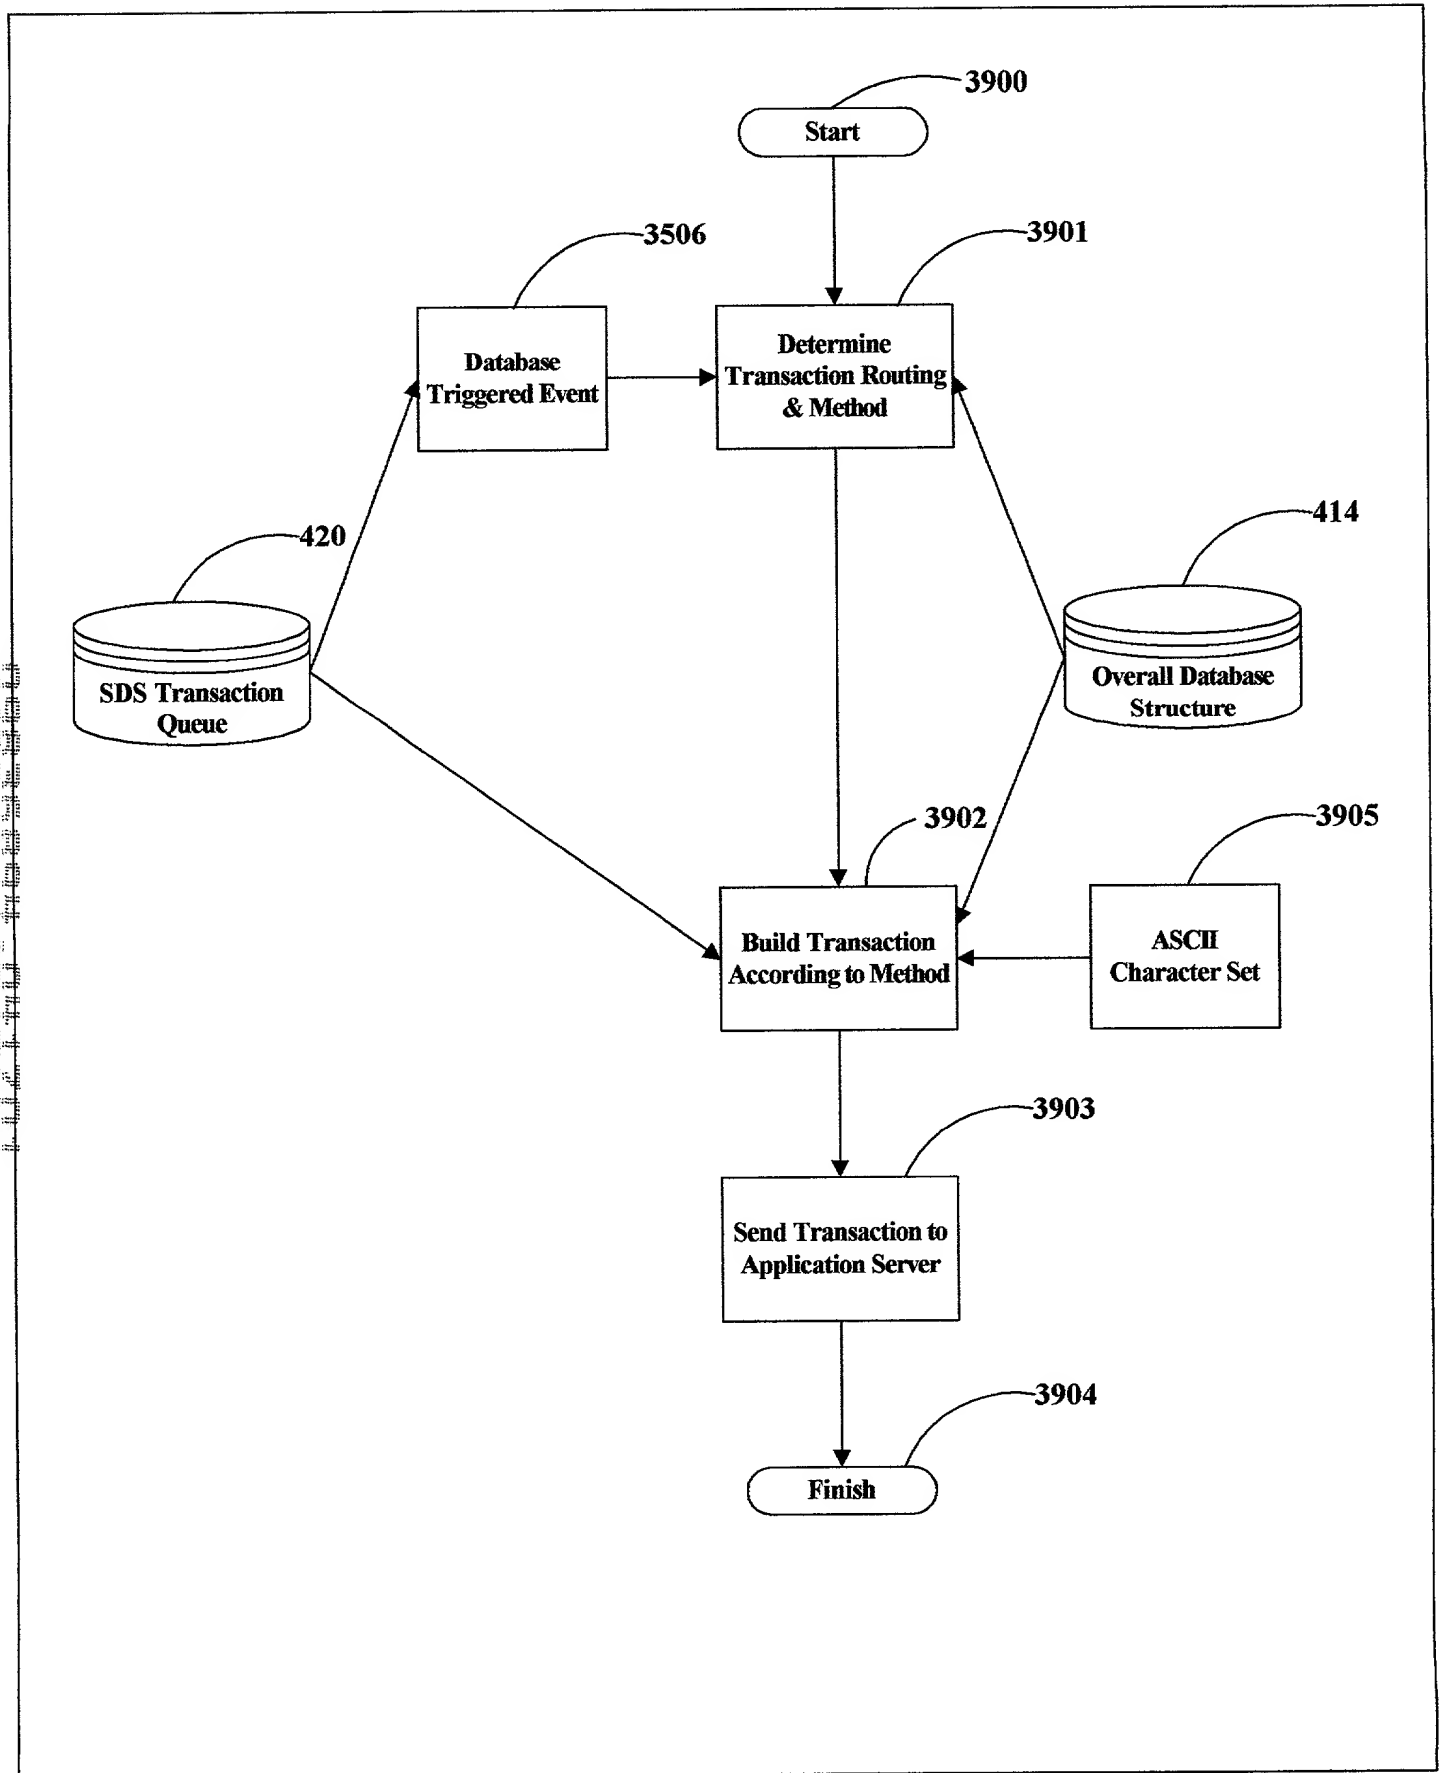 3900
Start
3506
3901
Database
Triggered Event
Determine
Transaction Routing
& Method
420
414
SDS Transaction
Queue
Overall Database
Structure
3902
3905
Build Transaction
According to Method
ASCII
Character Set
3903
Send Transaction to
Application Server
3904
Finish